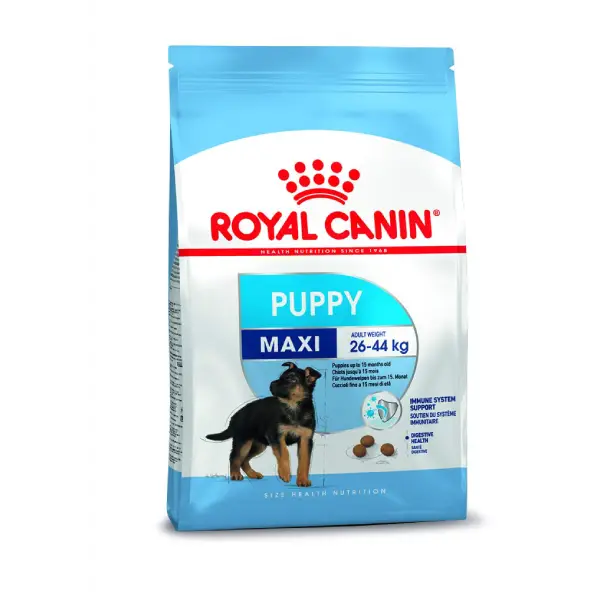 ROYAL CANIN®
HEALTH NUTRITION SINCE 1968
PUPPY
MAXI
ADULT WEIGHT
26-44 kg
Puppies up to 15 months old
Chiots jusqu'à 15 mois
Für Hundewelpen bis zum 15. Monat
Cuccioli fino a 15 mesi di età
IMMUNE SYSTEM
SUPPORT
SOUTIEN DU SYSTÈME
IMMUNITAIRE
DIGESTIVE
HEALTH
SANTÉ
DIGESTIVE
SIZE HEALTH NUTRITION